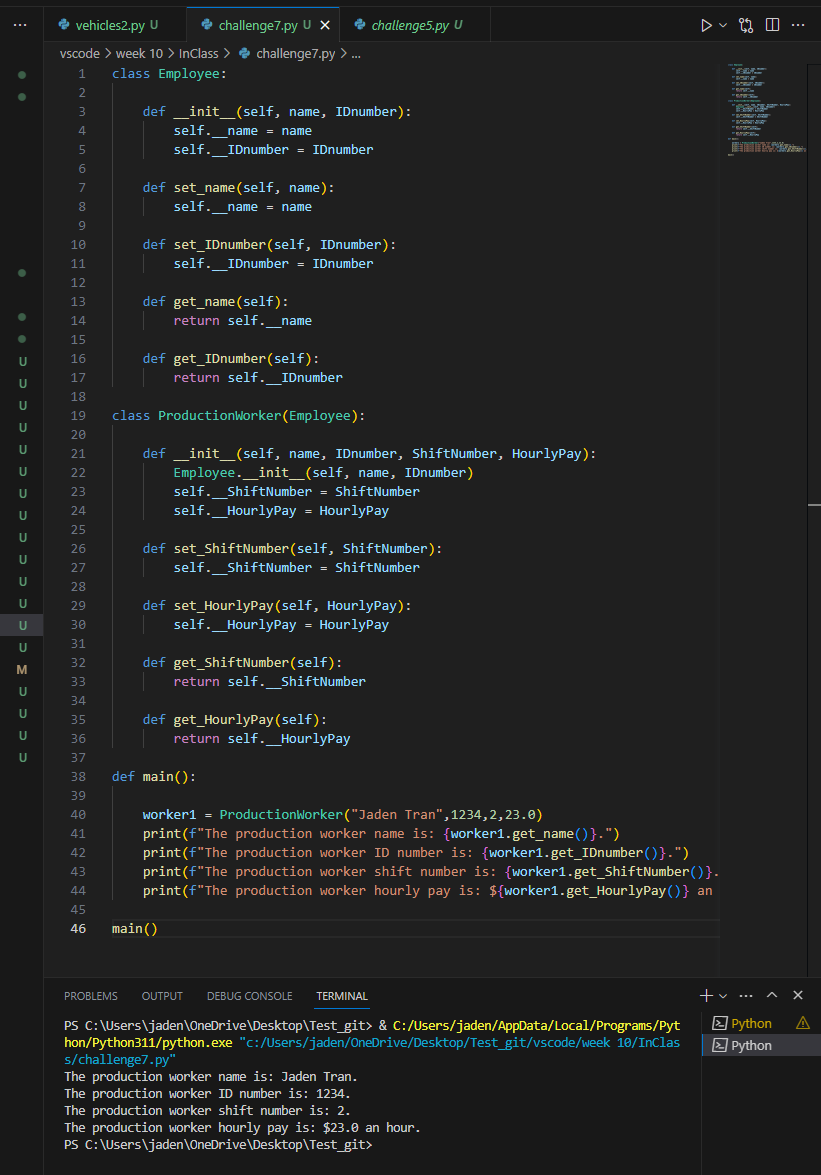 ··· vehicles2.py U challenge7.py U × challenge5.py U ···
vscode > week 10 > InClass > challenge7.py > ...
1 class Employee:
2
3     def __init__(self, name, IDnumber):
4         self.__name = name
5         self.__IDnumber = IDnumber
6
7     def set_name(self, name):
8         self.__name = name
9
10     def set_IDnumber(self, IDnumber):
11         self.__IDnumber = IDnumber
12
13     def get_name(self):
14         return self.__name
15
16     def get_IDnumber(self):
17         return self.__IDnumber
18
19 class ProductionWorker(Employee):
20
21     def __init__(self, name, IDnumber, ShiftNumber, HourlyPay):
22         Employee.__init__(self, name, IDnumber)
23         self.__ShiftNumber = ShiftNumber
24         self.__HourlyPay = HourlyPay
25
26     def set_ShiftNumber(self, ShiftNumber):
27         self.__ShiftNumber = ShiftNumber
28
29     def set_HourlyPay(self, HourlyPay):
30         self.__HourlyPay = HourlyPay
31
32     def get_ShiftNumber(self):
33         return self.__ShiftNumber
34
35     def get_HourlyPay(self):
36         return self.__HourlyPay
37
38 def main():
39
40     worker1 = ProductionWorker("Jaden Tran",1234,2,23.0)
41     print(f"The production worker name is: {worker1.get_name()}.")
42     print(f"The production worker ID number is: {worker1.get_IDnumber()}.")
43     print(f"The production worker shift number is: {worker1.get_ShiftNumber()}.
44     print(f"The production worker hourly pay is: ${worker1.get_HourlyPay()} an
45
46 main()
U
U
U
U
U
U
U
U
U
U
U
U
U
U
M
U
U
U
U
PROBLEMS OUTPUT DEBUG CONSOLE TERMINAL
PS C:\Users\jaden\OneDrive\Desktop\Test_git> & C:/Users/jaden/AppData/Local/Programs/Pyt
hon/Python311/python.exe "c:/Users/jaden/OneDrive/Desktop/Test_git/vscode/week 10/InClas
s/challenge7.py"
The production worker name is: Jaden Tran.
The production worker ID number is: 1234.
The production worker shift number is: 2.
The production worker hourly pay is: $23.0 an hour.
PS C:\Users\jaden\OneDrive\Desktop\Test_git>
Python
Python